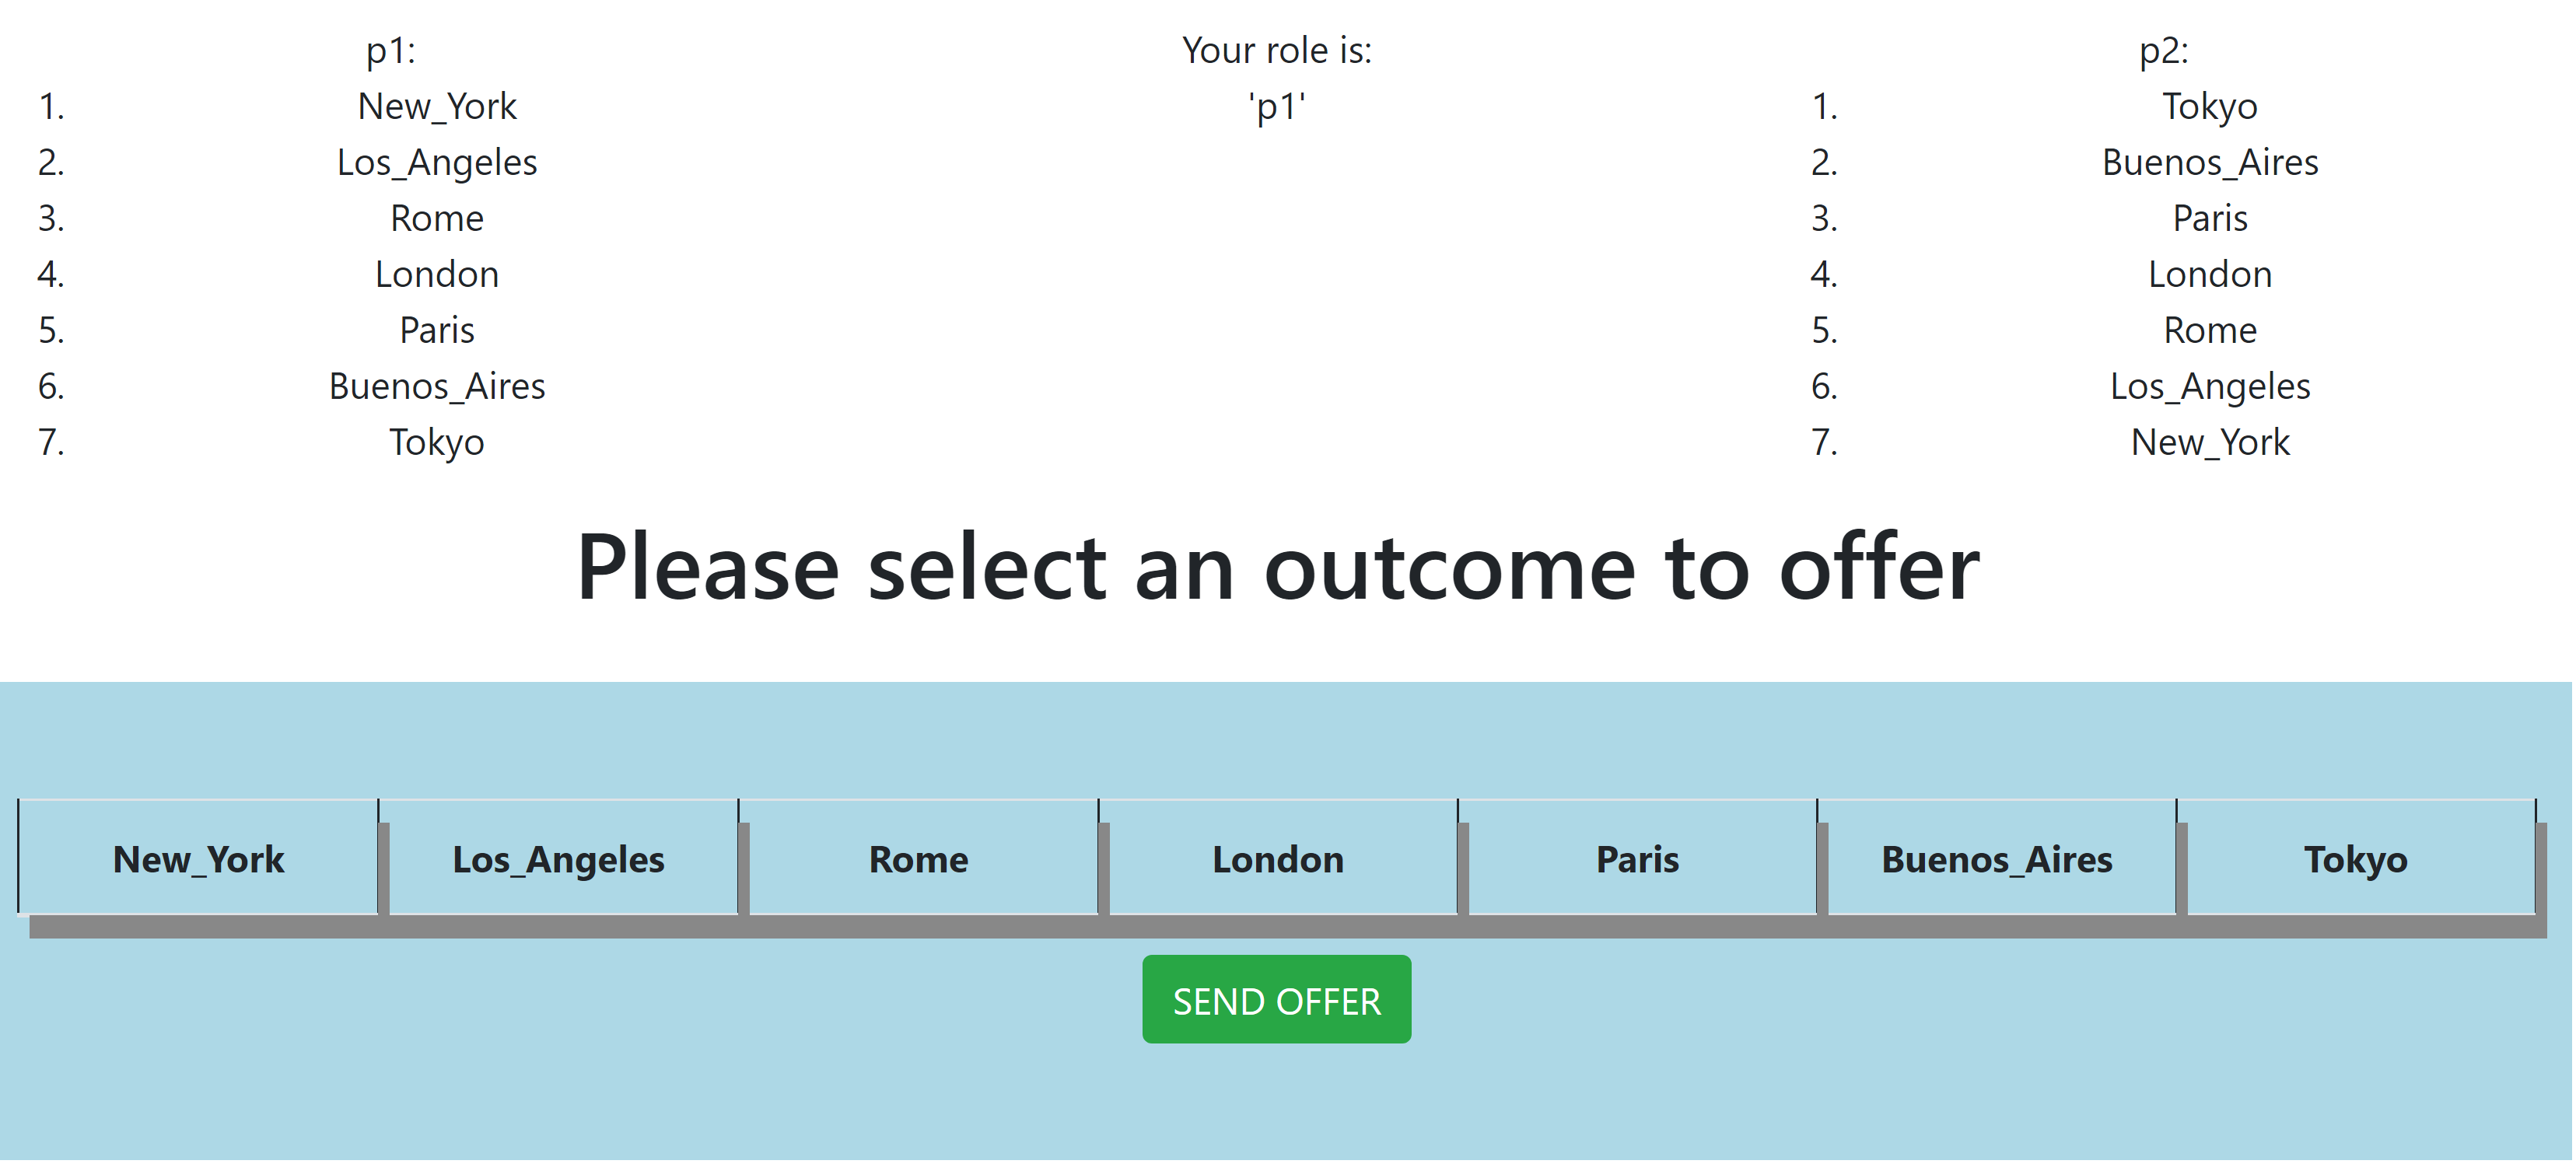 p1:
1. New_York
2. Los_Angeles
3. Rome
4. London
5. Paris
6. Buenos_Aires
7. Tokyo
Your role is:
'p1'
p2:
1. Tokyo
2. Buenos_Aires
3. Paris
4. London
5. Rome
6. Los_Angeles
7. New_York
Please select an outcome to offer
New_York Los_Angeles Rome London Paris Buenos_Aires Tokyo
SEND OFFER